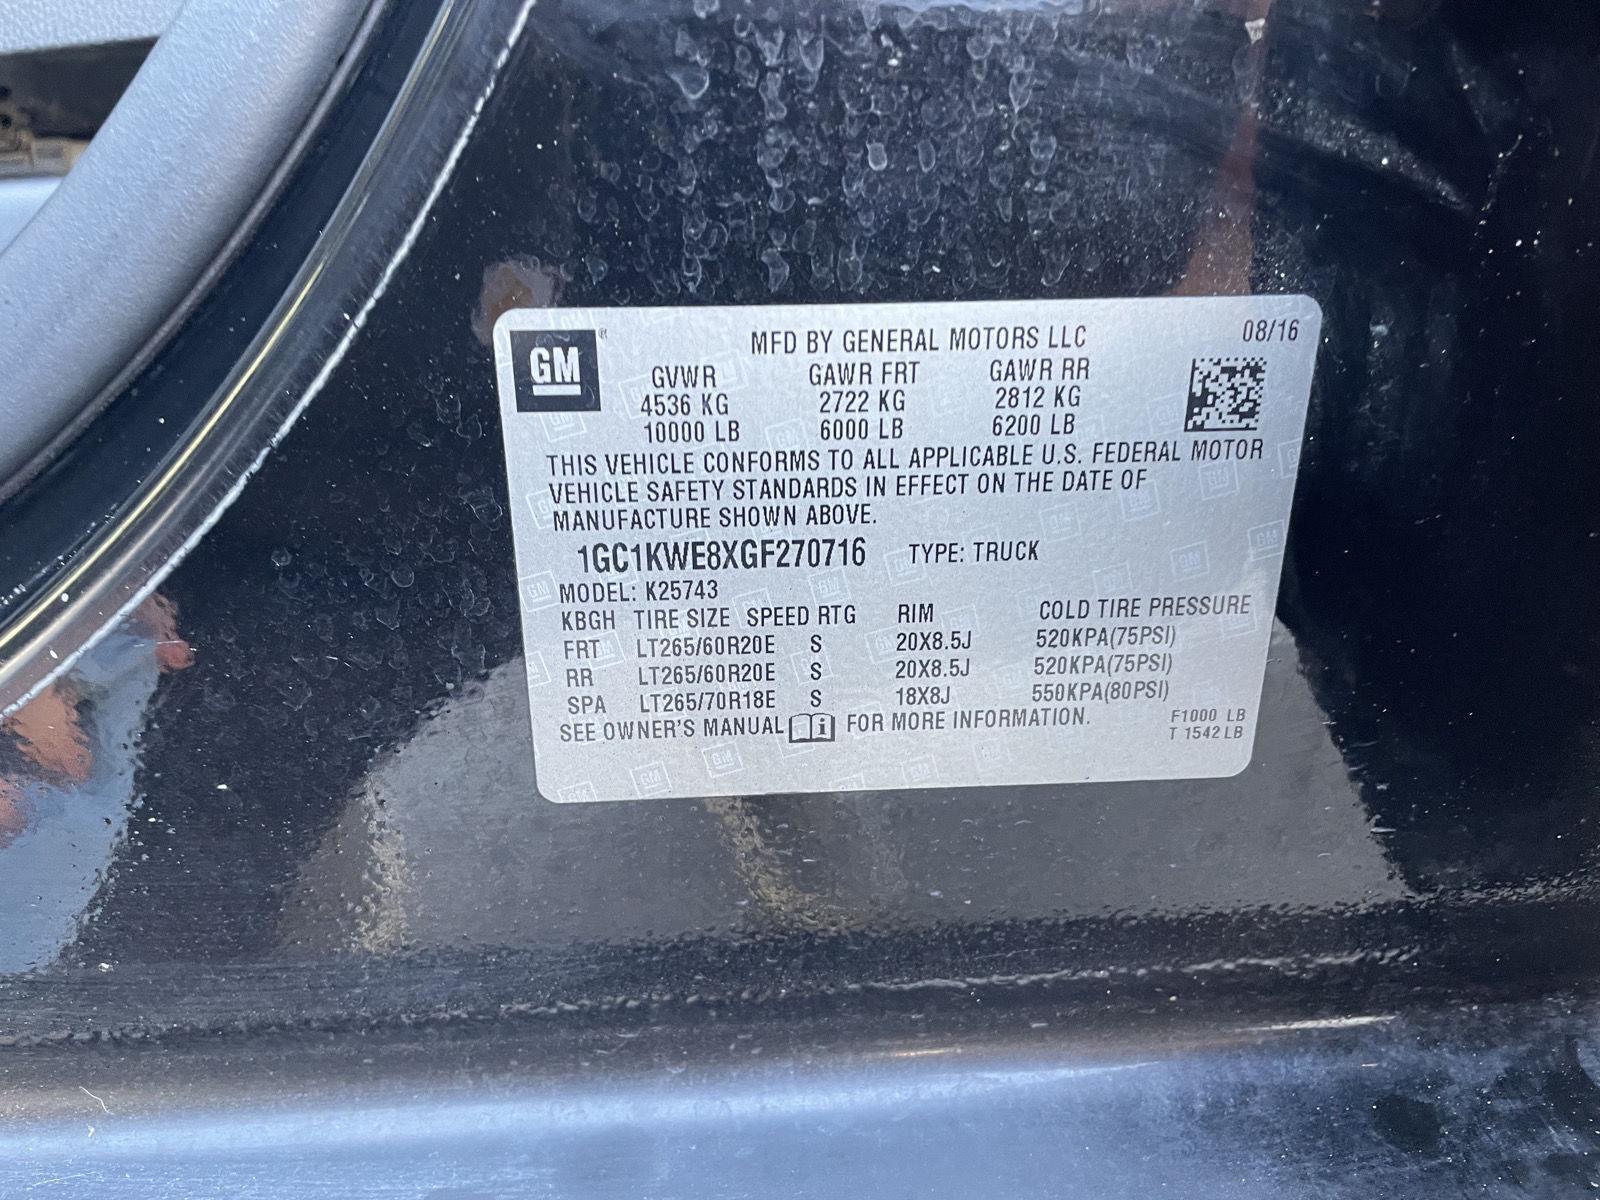 GM ®
MFD BY GENERAL MOTORS LLC 08/16
GVWR GAWR FRT GAWR RR
4536 KG 2722 KG 2812 KG
10000 LB 6000 LB 6200 LB
THIS VEHICLE CONFORMS TO ALL APPLICABLE U.S. FEDERAL MOTOR
VEHICLE SAFETY STANDARDS IN EFFECT ON THE DATE OF
MANUFACTURE SHOWN ABOVE.
1GC1KWE8XGF270716 TYPE: TRUCK
MODEL: K25743
KBGH TIRE SIZE SPEED RTG RIM COLD TIRE PRESSURE
FRT LT265/60R20E S 20X8.5J 520KPA(75PSI)
RR LT265/60R20E S 20X8.5J 520KPA(75PSI)
SPA LT265/70R18E S 18X8J 550KPA(80PSI)
SEE OWNER'S MANUAL i FOR MORE INFORMATION.
F1000 LB
T 1542 LB